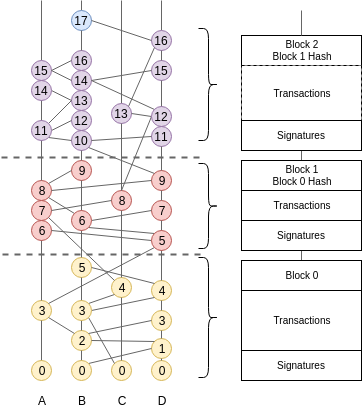 17
16
16
15
15
14
14
13
13
12
12
11
11
10
9
9
8
8
7
7
6
6
5
5
4
4
3
3
3
2
1
0
0
0
0
A B C D
Block 2
Block 1 Hash
Transactions
Signatures
Block 1
Block 0 Hash
Transactions
Signatures
Block 0
Transactions
Signatures